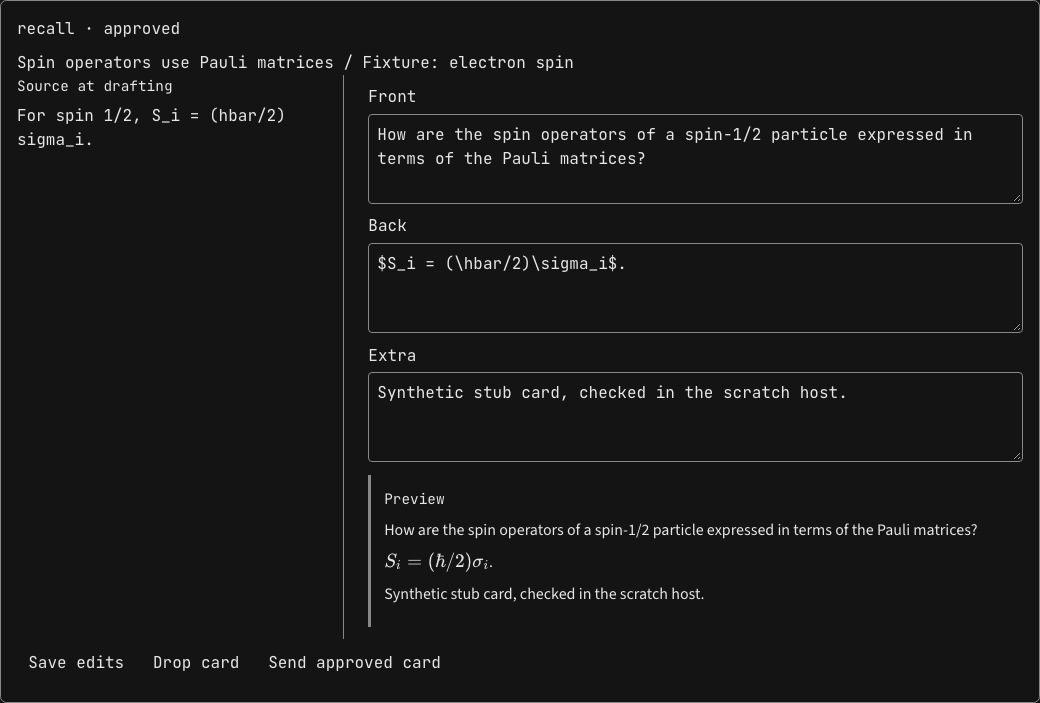 recall · approved
Spin operators use Pauli matrices / Fixture: electron spin
Source at drafting
For spin 1/2, S_i = (hbar/2)
sigma_i.
Front
How are the spin operators of a spin-1/2 particle expressed in
terms of the Pauli matrices?
Back
$S_i = (\hbar/2)\sigma_i$.
Extra
Synthetic stub card, checked in the scratch host.
Preview
How are the spin operators of a spin-1/2 particle expressed in terms of the Pauli matrices?
Sᵢ = (ℏ/2)σᵢ.
Synthetic stub card, checked in the scratch host.
Save edits Drop card Send approved card